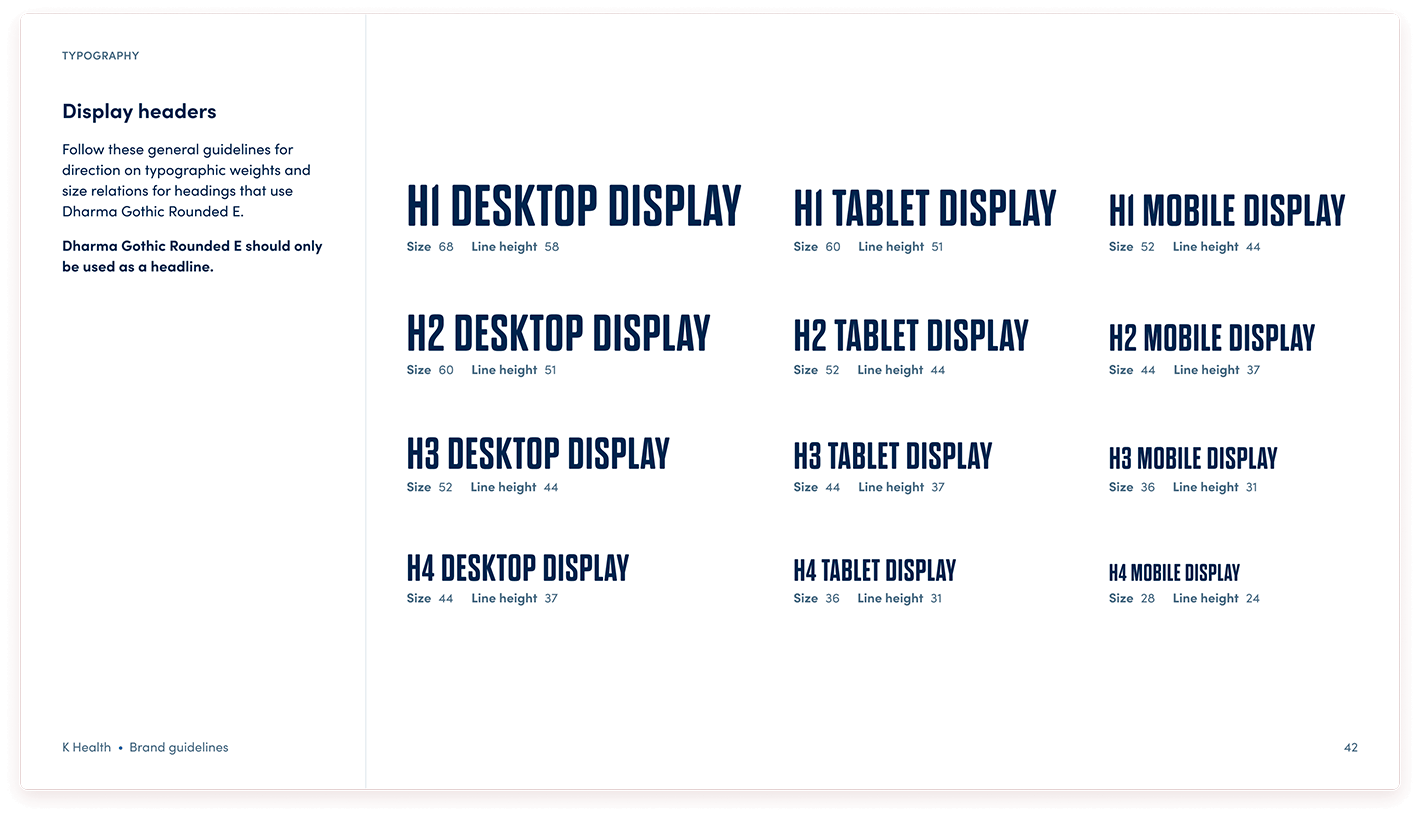 TYPOGRAPHY
Display headers
Follow these general guidelines for
direction on typographic weights and
size relations for headings that use
Dharma Gothic Rounded E.
Dharma Gothic Rounded E should only
be used as a headline.
H1 DESKTOP DISPLAY
Size 68 Line height 58
H1 TABLET DISPLAY
Size 60 Line height 51
H1 MOBILE DISPLAY
Size 52 Line height 44
H2 DESKTOP DISPLAY
Size 60 Line height 51
H2 TABLET DISPLAY
Size 52 Line height 44
H2 MOBILE DISPLAY
Size 44 Line height 37
H3 DESKTOP DISPLAY
Size 52 Line height 44
H3 TABLET DISPLAY
Size 44 Line height 37
H3 MOBILE DISPLAY
Size 36 Line height 31
H4 DESKTOP DISPLAY
Size 44 Line height 37
H4 TABLET DISPLAY
Size 36 Line height 31
H4 MOBILE DISPLAY
Size 28 Line height 24
K Health • Brand guidelines
42